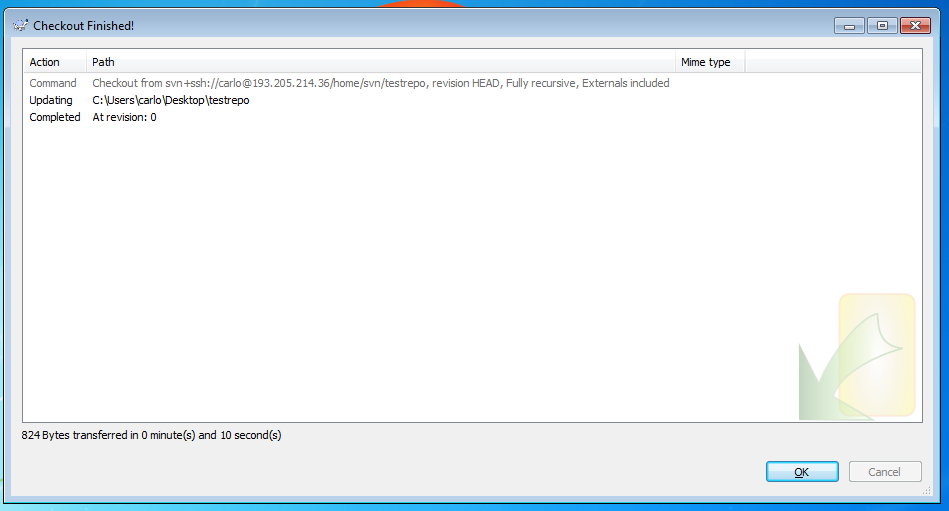 Checkout Finished!
Action Path Mime type
Command Checkout from svn+ssh://carlo@193.205.214.36/home/svn/testrepo, revision HEAD, Fully recursive, Externals included
Updating C:\Users\carlo\Desktop\testrepo
Completed At revision: 0
824 Bytes transferred in 0 minute(s) and 10 second(s)
OK Cancel